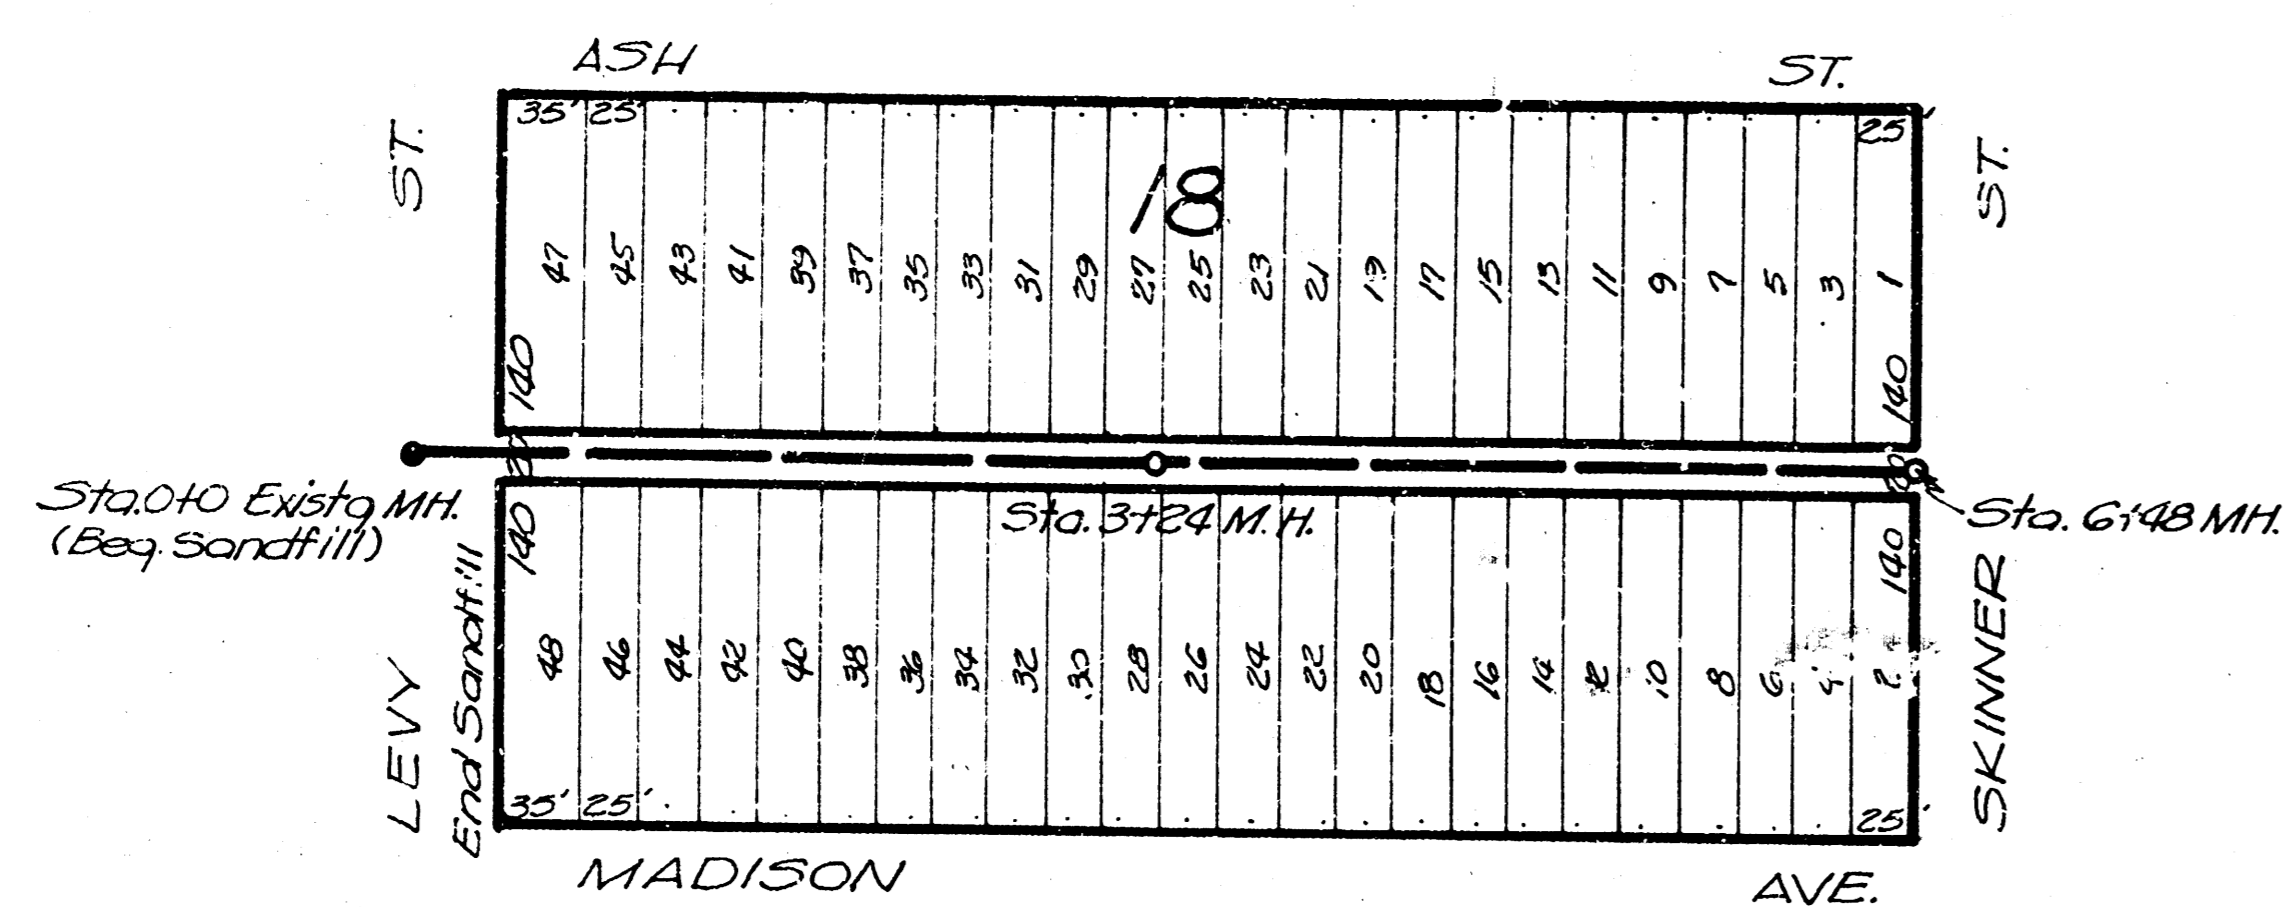 ASH ST.
35' 25' 25'
ST.
ST.
18
47 45 43 41 39 37 35 33 31 29 27 25 23 21 19 17 15 13 11 9 7 5 3 1
140 140
20 20
Sta. 0+0 Existg MH.
(Beg. Sandfill)
Sta. 3+24 M.H.
Sta. 6+48 MH.
140 140
End Sandfill
LEVY
SKINNER
48 46 44 42 40 38 36 34 32 30 28 26 24 22 20 18 16 14 12 10 8 6 4 2
35' 25' 25'
MADISON AVE.